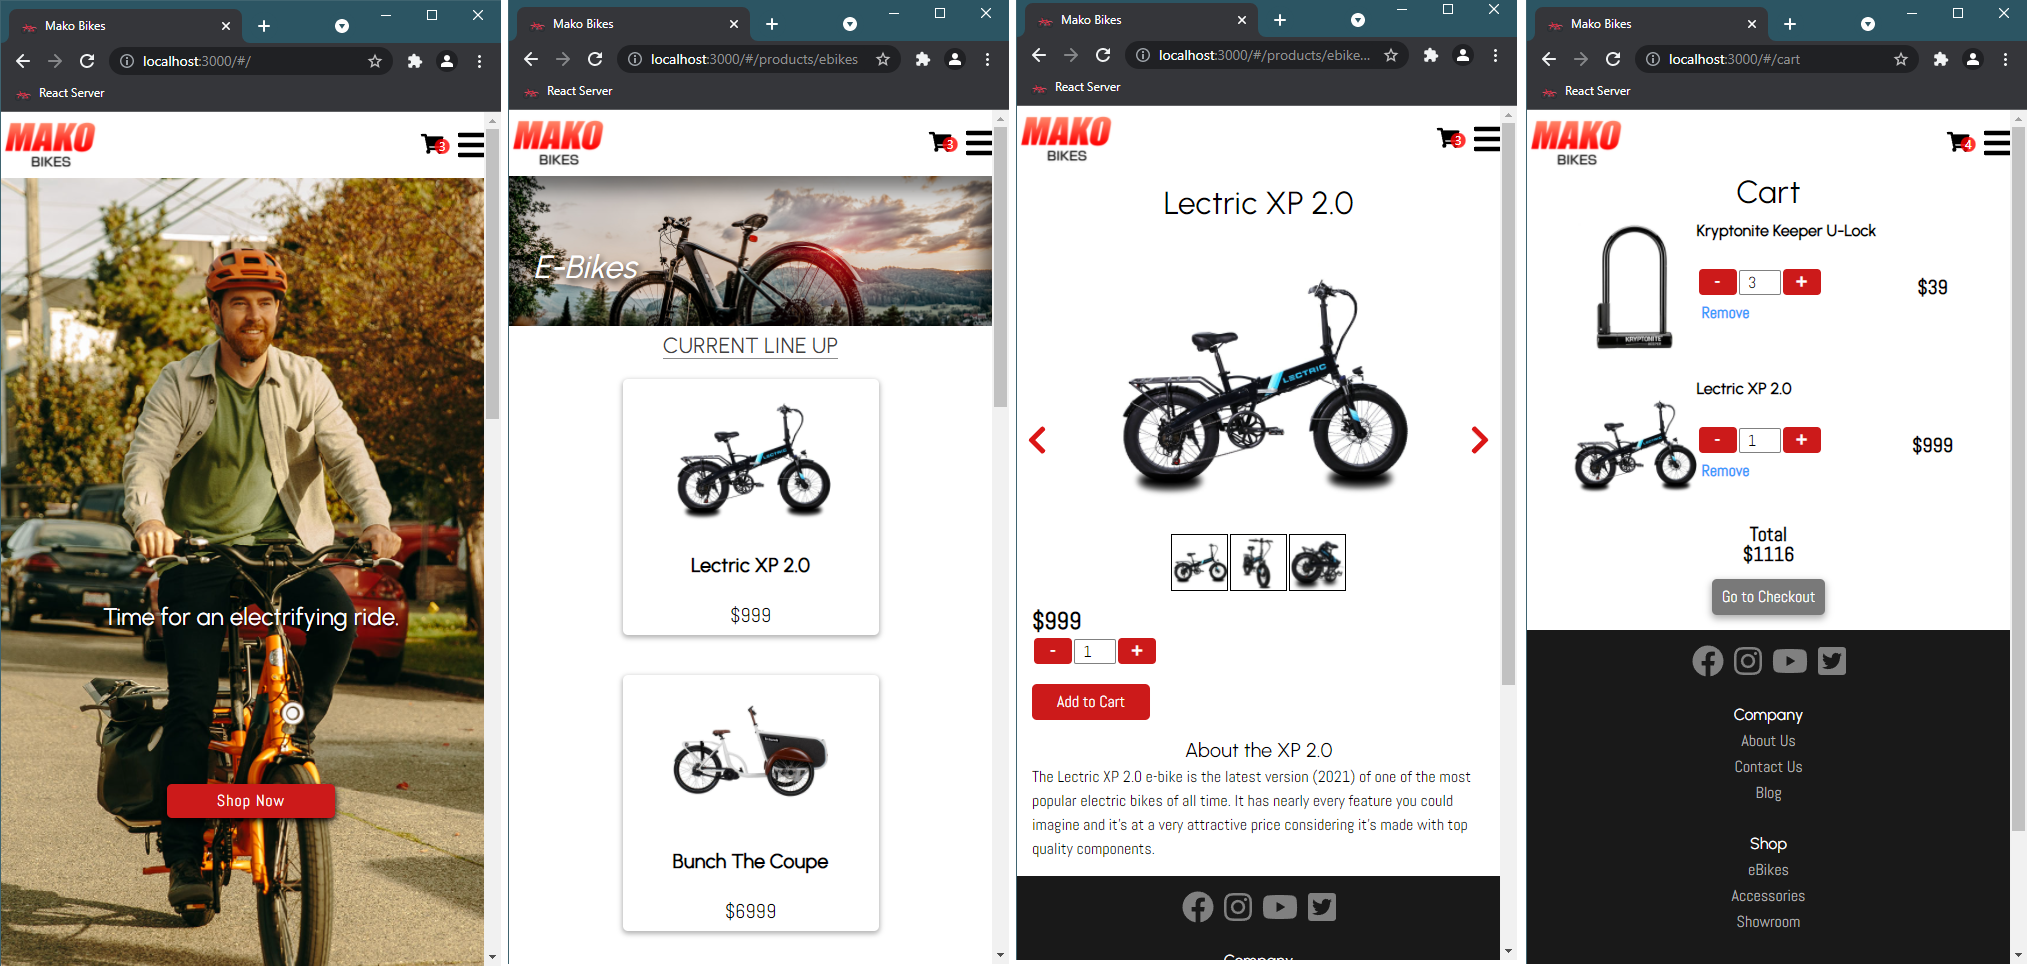 Mako Bikes
localhost:3000/#/
React Server
MAKO
BIKES
3
Time for an electrifying ride.
Shop Now
Mako Bikes
localhost:3000/#/products/ebikes
React Server
MAKO
BIKES
3
E-Bikes
CURRENT LINE UP
LECTRIC
Lectric XP 2.0
$999
Bunch The Coupe
$6999
Mako Bikes
localhost:3000/#/products/ebike...
React Server
MAKO
BIKES
3
Lectric XP 2.0
LECTRIC
$999
- 1 +
Add to Cart
About the XP 2.0
The Lectric XP 2.0 e-bike is the latest version (2021) of one of the most
popular electric bikes of all time. It has nearly every feature you could
imagine and it's at a very attractive price considering it's made with top
quality components.
Company
Mako Bikes
localhost:3000/#/cart
React Server
MAKO
BIKES
4
Cart
Kryptonite Keeper U-Lock
- 3 +
$39
Remove
KRYPTONITE
Lectric XP 2.0
- 1 +
$999
Remove
Total
$1116
Go to Checkout
Company
About Us
Contact Us
Blog
Shop
eBikes
Accessories
Showroom